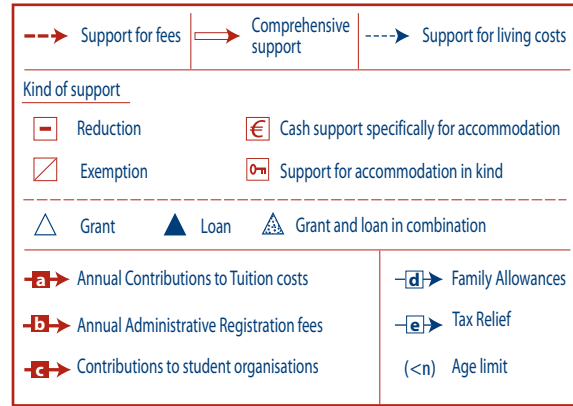 Support for fees
Comprehensive
support
Support for living costs
Kind of support
Reduction
€ Cash support specifically for accommodation
Exemption
Support for accommodation in kind
Grant
Loan
Grant and loan in combination
a Annual Contributions to Tuition costs
d Family Allowances
b Annual Administrative Registration fees
e Tax Relief
c Contributions to student organisations
(<n) Age limit